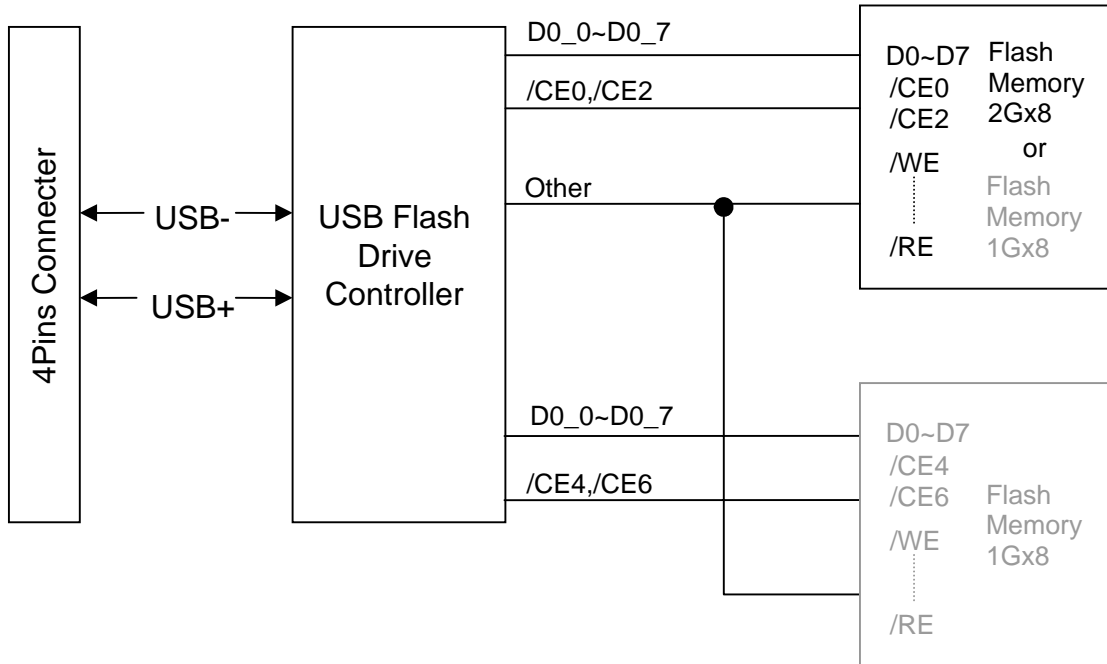 4Pins Connecter
USB-
USB+
USB Flash
Drive
Controller
D0_0~D0_7
/CE0,/CE2
Other
D0~D7
/CE0
/CE2
/WE
/RE
Flash
Memory
2Gx8
or
Flash
Memory
1Gx8
D0_0~D0_7
/CE4,/CE6
D0~D7
/CE4
/CE6
/WE
/RE
Flash
Memory
1Gx8